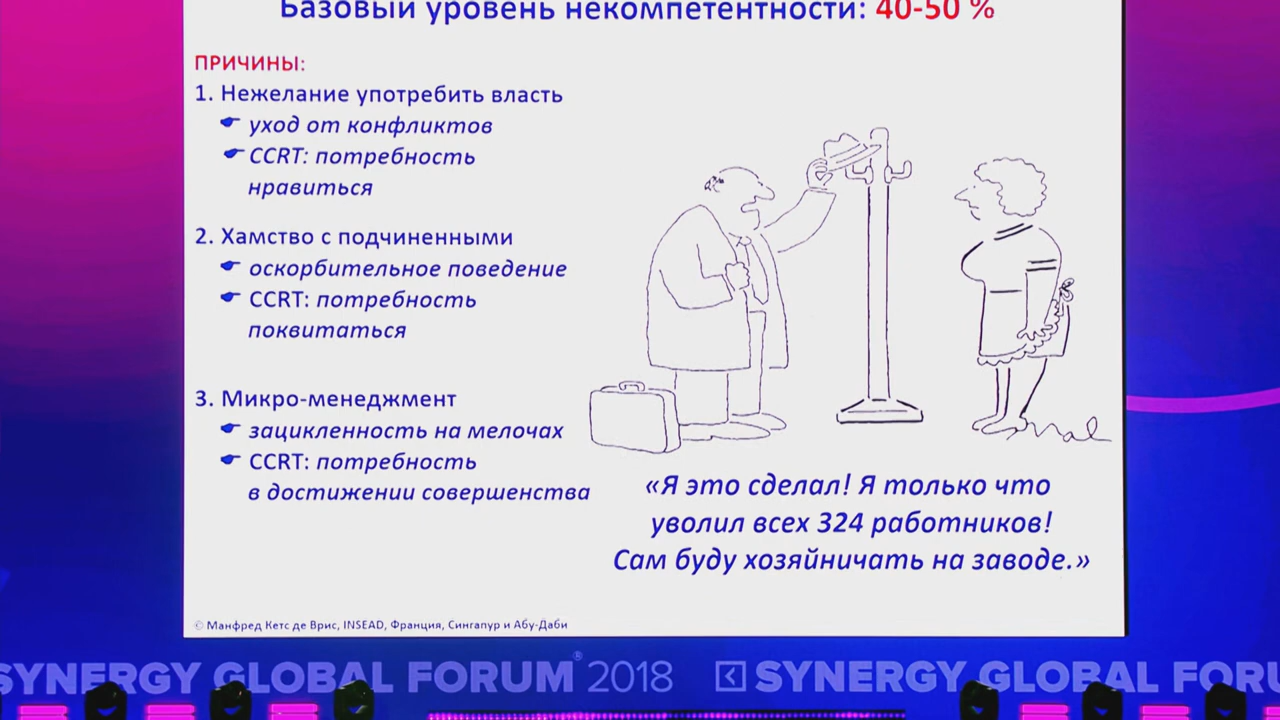 Базовый уровень некомпетентности: 40-50 %
ПРИЧИНЫ:
1. Нежелание употребить власть
уход от конфликтов
CCRT: потребность
нравиться
2. Хамство с подчиненными
оскорбительное поведение
CCRT: потребность
поквитаться
3. Микро-менеджмент
зацикленность на мелочах
CCRT: потребность
в достижении совершенства
«Я это сделал! Я только что
уволил всех 324 работников!
Сам буду хозяйничать на заводе.»
© Манфред Кетс де Врис, INSEAD, Франция, Сингапур и Абу-Даби
SYNERGY GLOBAL FORUM® 2018 SYNERGY GLOBAL FORU